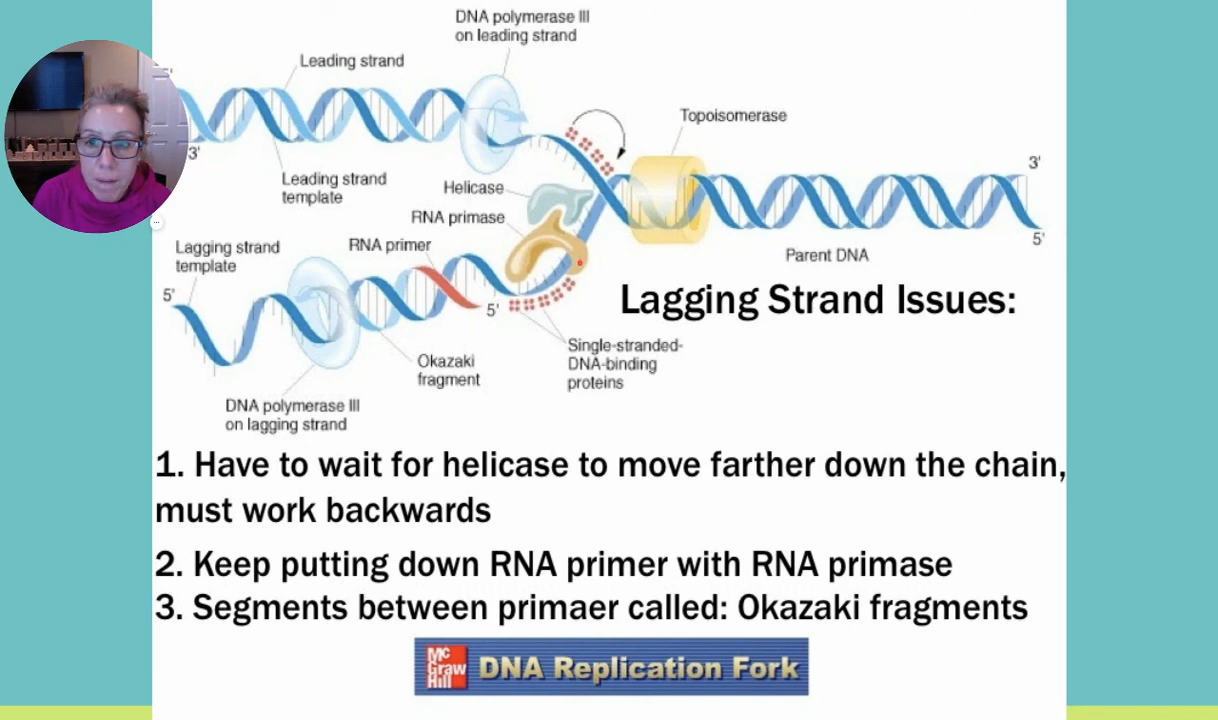 DNA polymerase III
on leading strand
Leading strand
Topoisomerase
3'
3'
Leading strand
template
Helicase
RNA primase
5'
Parent DNA
Lagging strand
template
RNA primer
5'
5'
Lagging Strand Issues:
Single-stranded-
DNA-binding
proteins
Okazaki
fragment
DNA polymerase III
on lagging strand
1. Have to wait for helicase to move farther down the chain,
must work backwards
2. Keep putting down RNA primer with RNA primase
3. Segments between primaer called: Okazaki fragments
Mc
Graw
Hill
DNA Replication Fork